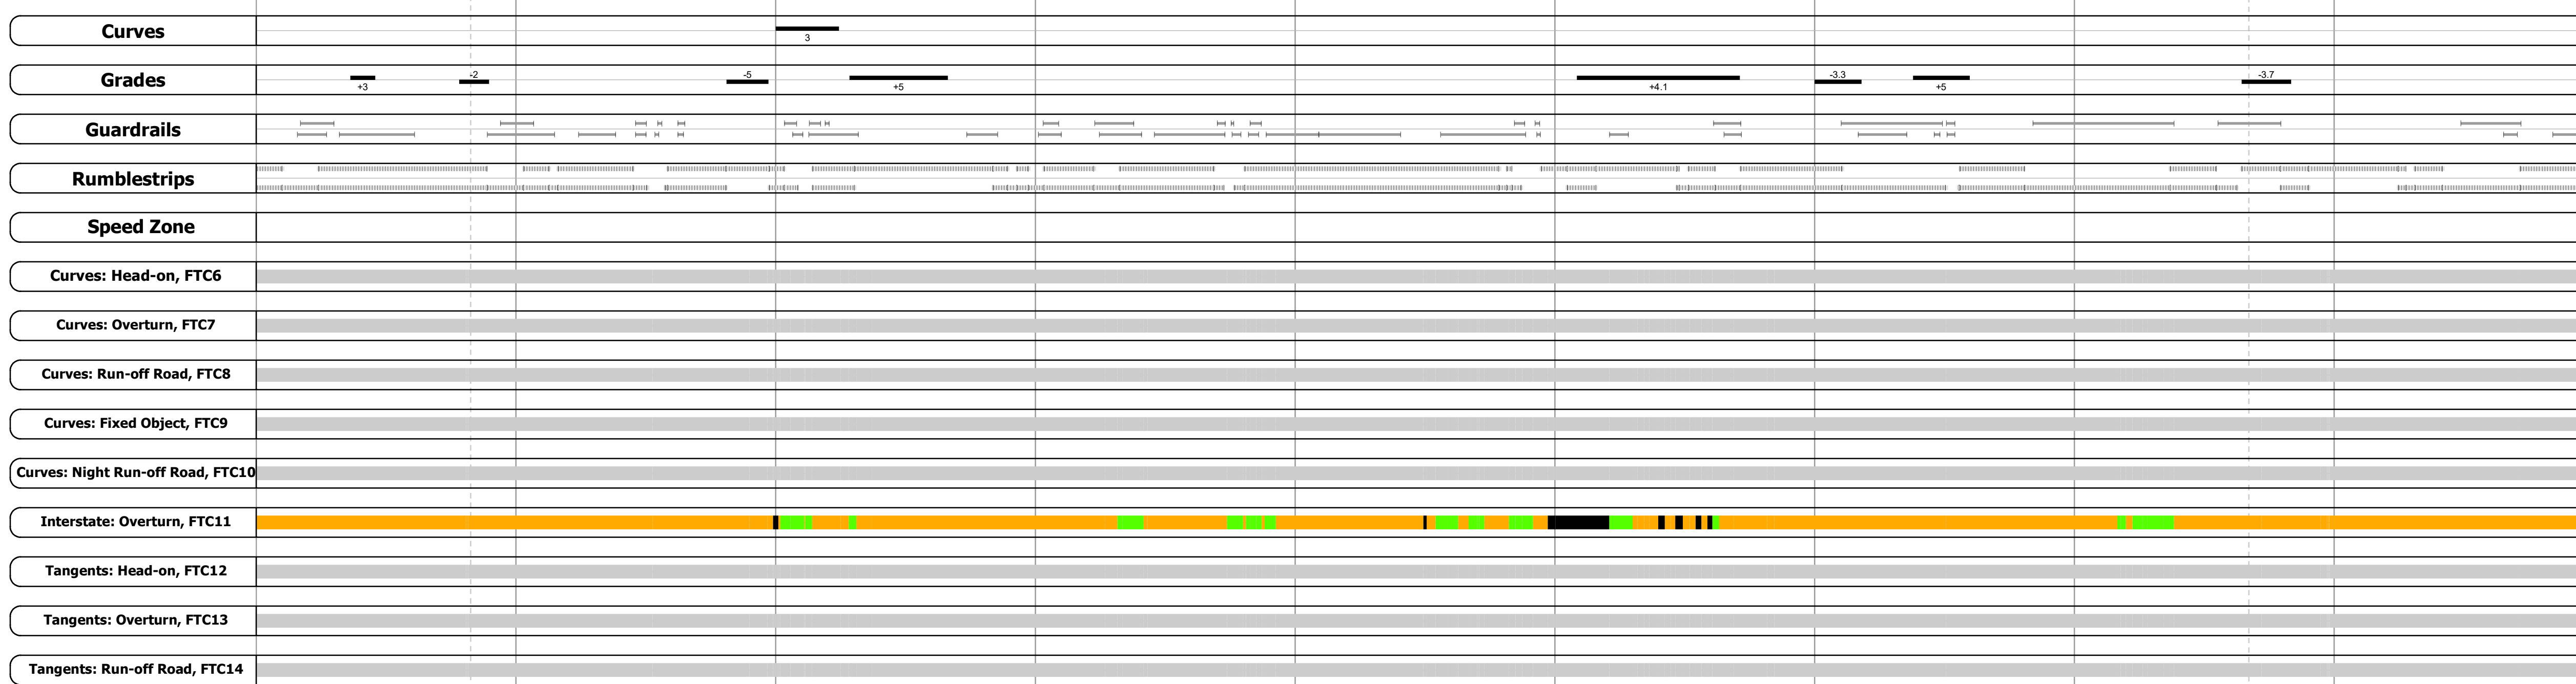 Curves
3
Grades
+3
-2
-5
+5
+4.1
-3.3
+5
-3.7
Guardrails
Rumblestrips
Speed Zone
Curves: Head-on, FTC6
Curves: Overturn, FTC7
Curves: Run-off Road, FTC8
Curves: Fixed Object, FTC9
Curves: Night Run-off Road, FTC10
Interstate: Overturn, FTC11
Tangents: Head-on, FTC12
Tangents: Overturn, FTC13
Tangents: Run-off Road, FTC14